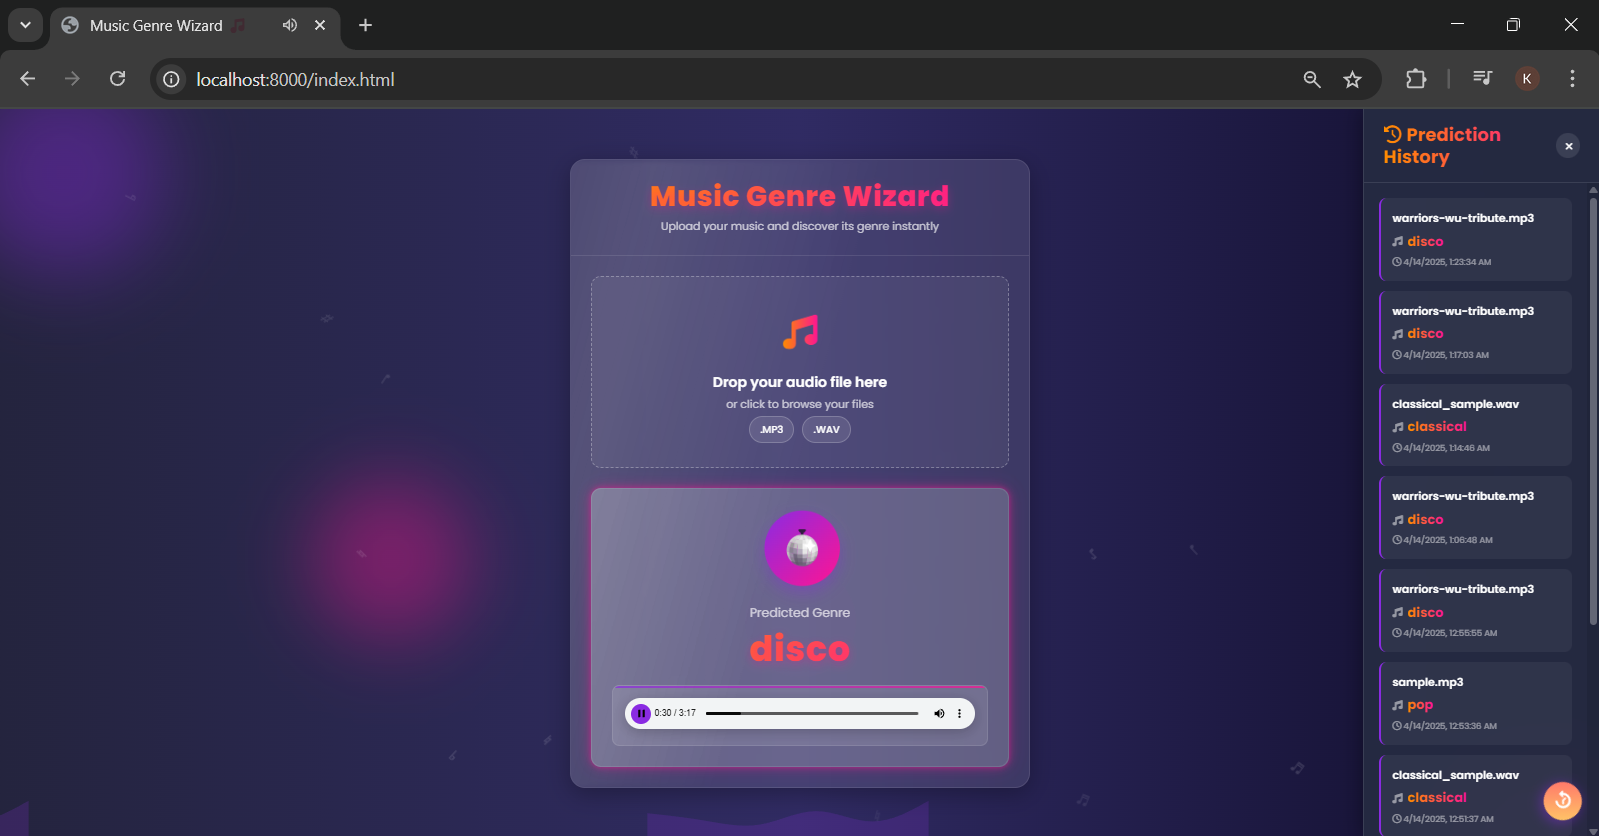 Music Genre Wizard
localhost:8000/index.html
K
Music Genre Wizard
Upload your music and discover its genre instantly
Drop your audio file here
or click to browse your files
.MP3 .WAV
Predicted Genre
disco
0:30 / 3:17
Prediction
History
warriors-wu-tribute.mp3
disco
4/14/2025, 1:23:34 AM
warriors-wu-tribute.mp3
disco
4/14/2025, 1:17:03 AM
classical_sample.wav
classical
4/14/2025, 1:14:46 AM
warriors-wu-tribute.mp3
disco
4/14/2025, 1:06:48 AM
warriors-wu-tribute.mp3
disco
4/14/2025, 12:55:55 AM
sample.mp3
pop
4/14/2025, 12:53:36 AM
classical_sample.wav
classical
4/14/2025, 12:51:37 AM